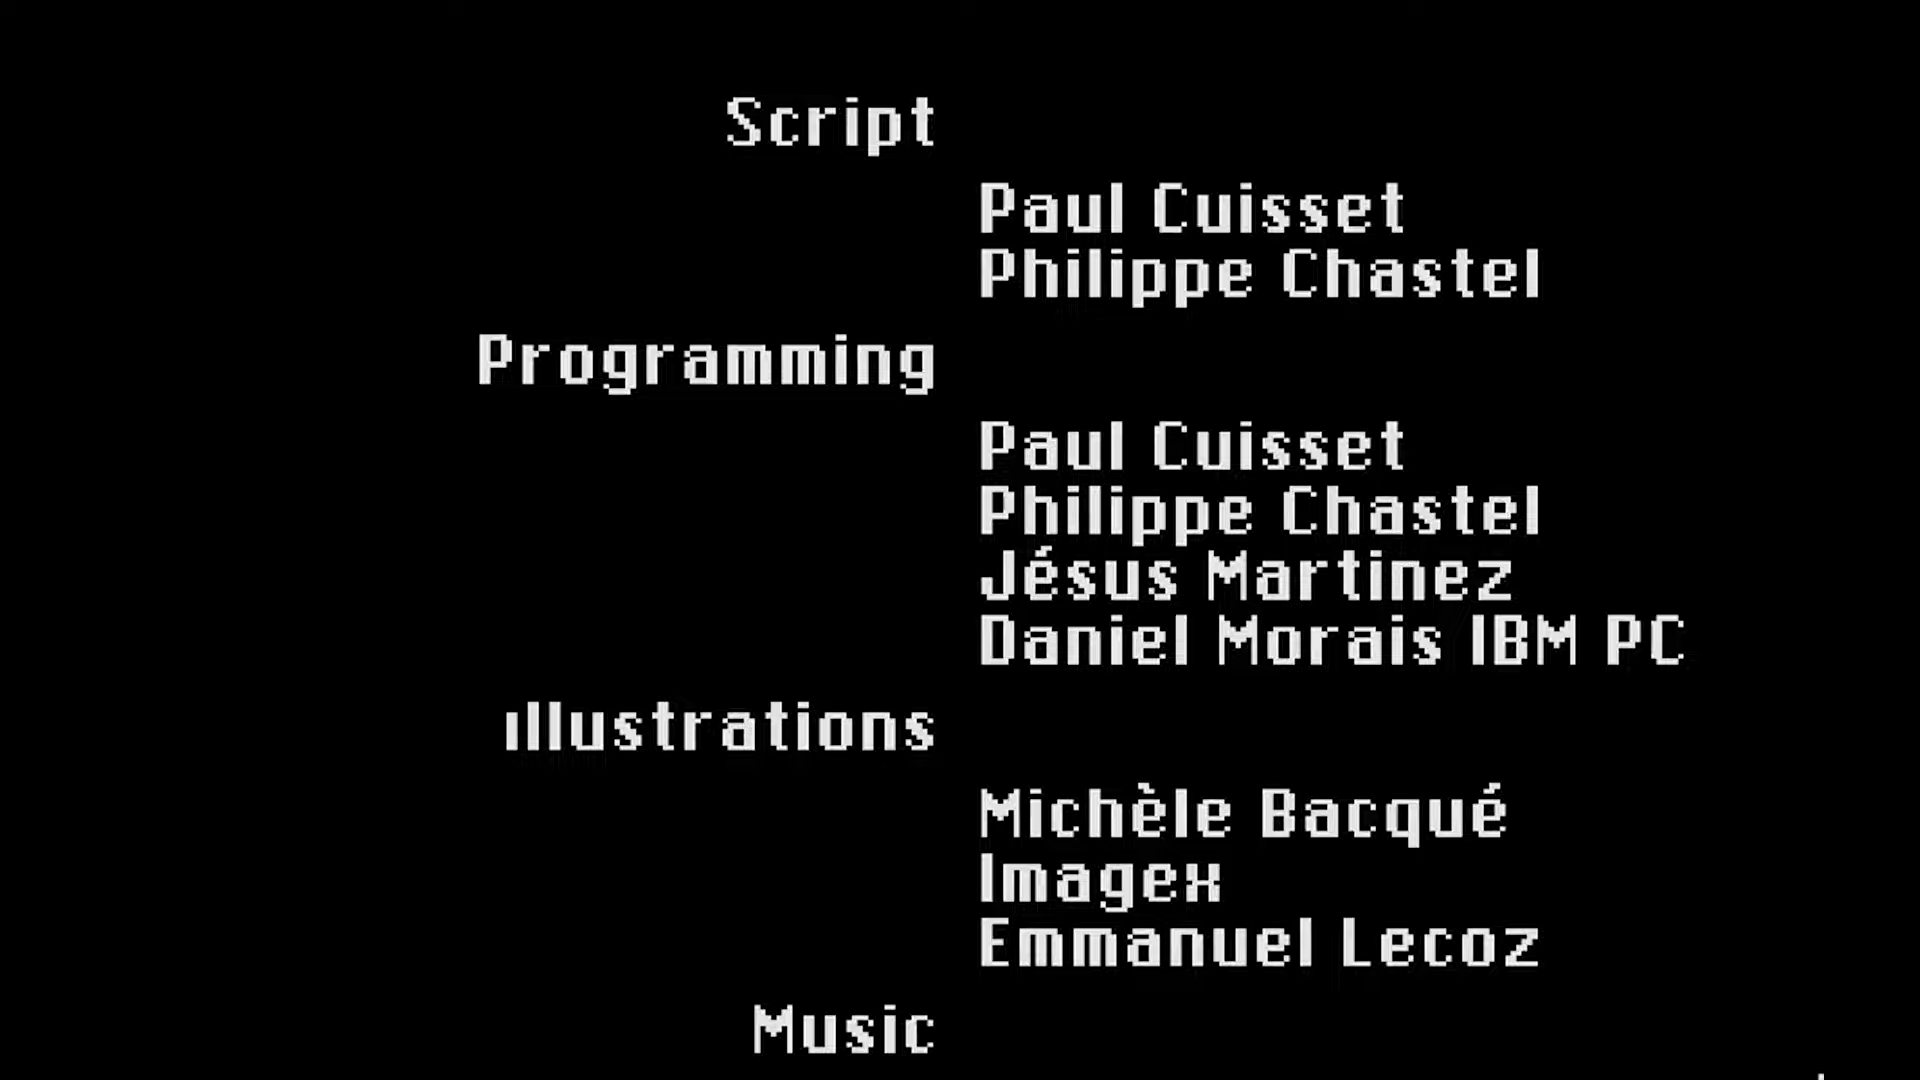 Script
Paul Cuisset
Philippe Chastel
Programming
Paul Cuisset
Philippe Chastel
Jésus Martinez
Daniel Morais IBM PC
ıllustrations
Michèle Bacqué
Imagex
Emmanuel Lecoz
Music